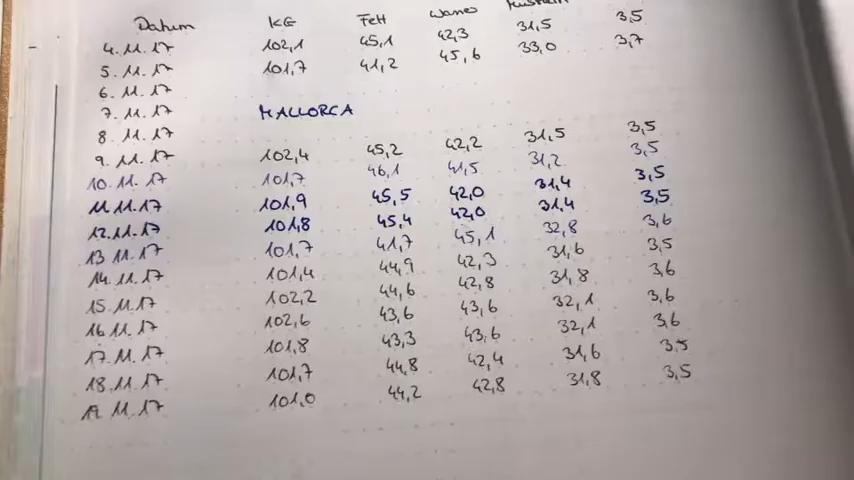 Datum KG Fett Wasser
4.11.17 102,1 45,1 42,3 31,5 3,5
5.11.17 101,7 41,2 45,6 33,0 3,7
6.11.17
7.11.17 MALLORCA
8.11.17
9.11.17 102,4 45,2 42,2 31,5 3,5
10.11.17 101,7 46,1 41,5 31,2 3,5
11.11.17 101,9 45,5 42,0 31,4 3,5
12.11.17 101,8 45,4 42,0 31,4 3,5
13.11.17 101,7 41,7 45,1 32,8 3,6
14.11.17 101,4 44,9 42,3 31,6 3,5
15.11.17 102,2 44,6 42,8 31,8 3,6
16.11.17 102,6 43,6 43,6 32,1 3,6
17.11.17 101,8 43,3 43,6 32,1 3,6
18.11.17 101,7 44,8 42,4 31,6 3,5
19.11.17 101,0 44,2 42,8 31,8 3,5